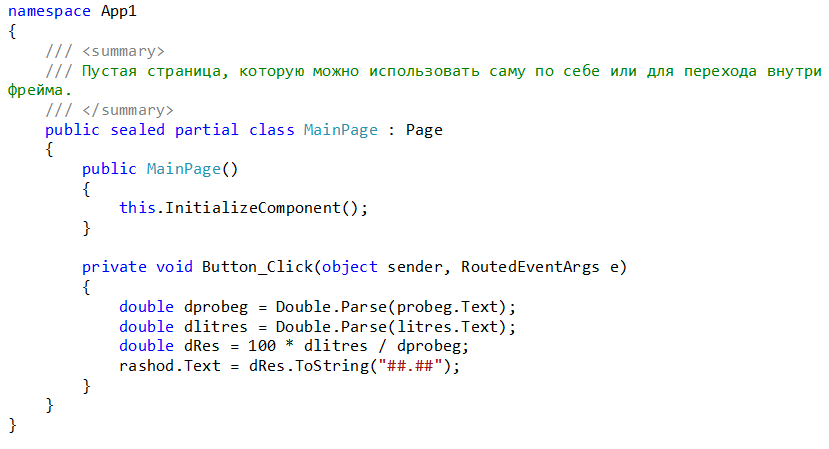 namespace App1
{
    /// <summary>
    /// Пустая страница, которую можно использовать саму по себе или для перехода внутри
фрейма.
    /// </summary>
    public sealed partial class MainPage : Page
    {
        public MainPage()
        {
            this.InitializeComponent();
        }

        private void Button_Click(object sender, RoutedEventArgs e)
        {
            double dprobeg = Double.Parse(probeg.Text);
            double dlitres = Double.Parse(litres.Text);
            double dRes = 100 * dlitres / dprobeg;
            rashod.Text = dRes.ToString("##.##");
        }
    }
}